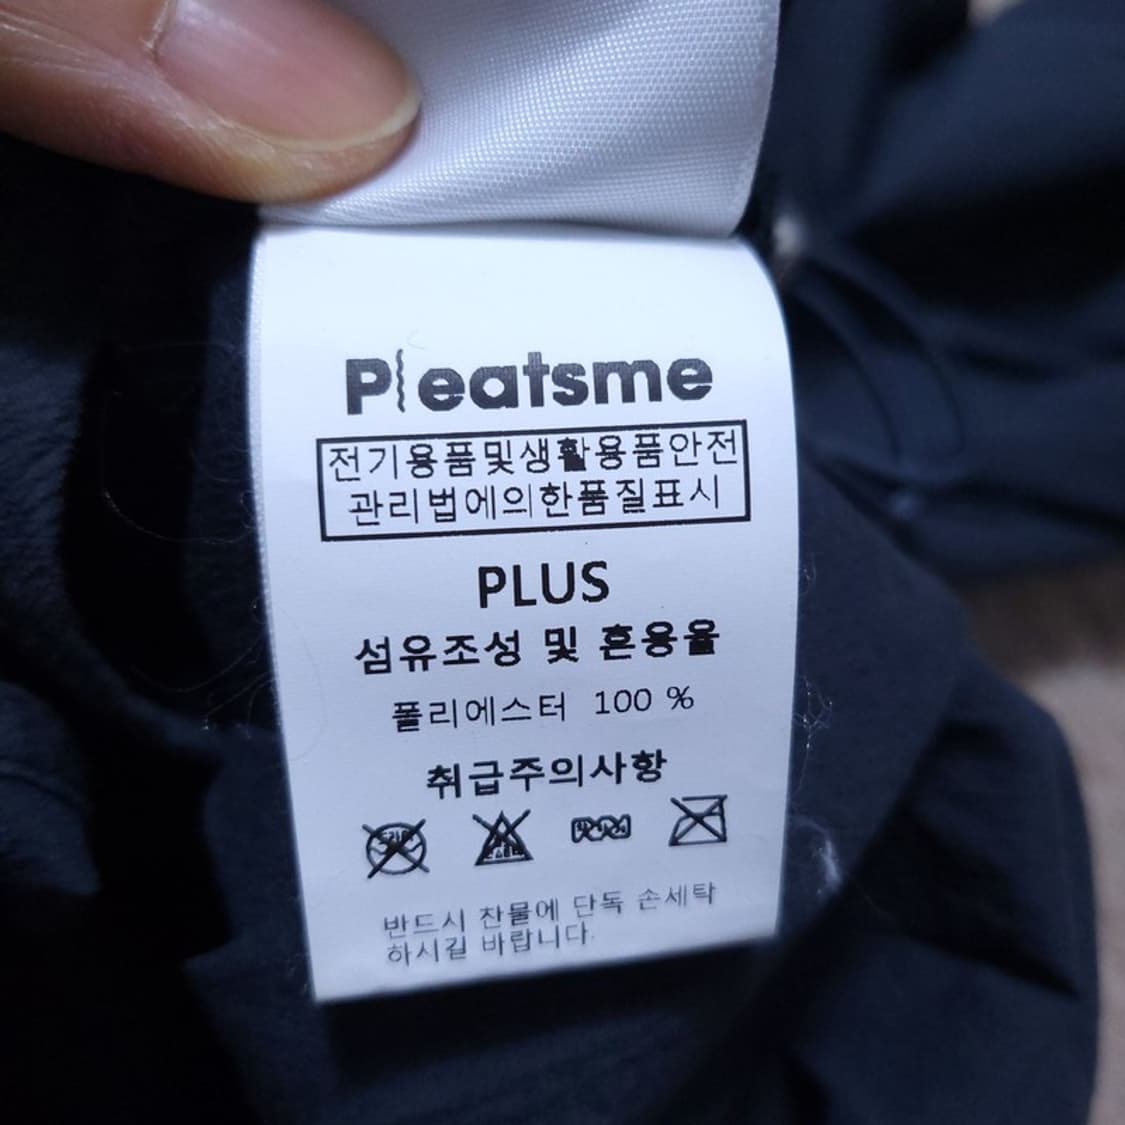 Pleatsme
전기용품및생활용품안전
관리법에의한품질표시
PLUS
섬유조성 및 혼용율
폴리에스터 100 %
취급주의사항
반드시 찬물에 단독 손세탁
하시길 바랍니다.